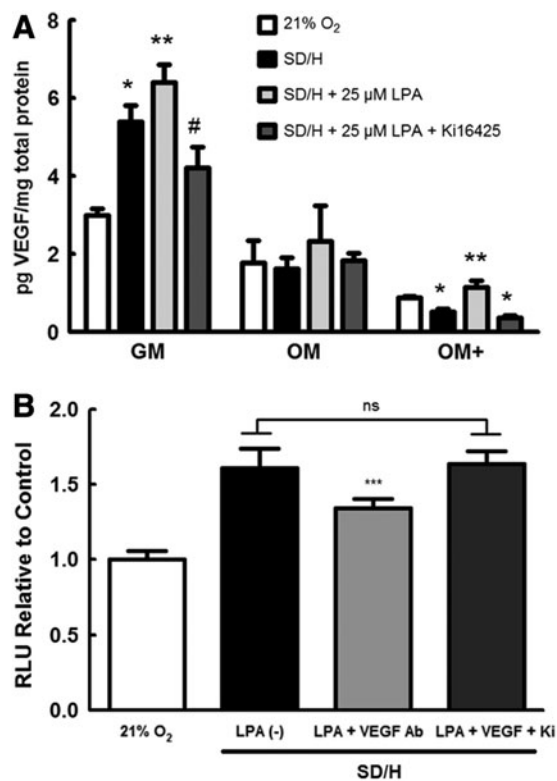 A
pg VEGF/mg total protein
8
6
4
2
0
21% O₂
SD/H
SD/H + 25 µM LPA
SD/H + 25 µM LPA + Ki16425
*
**
#
*
**
*
GM
OM
OM+
B
RLU Relative to Control
2.0
1.5
1.0
0.5
0.0
ns
***
21% O₂
LPA (-)
LPA + VEGF Ab
LPA + VEGF + Ki
SD/H